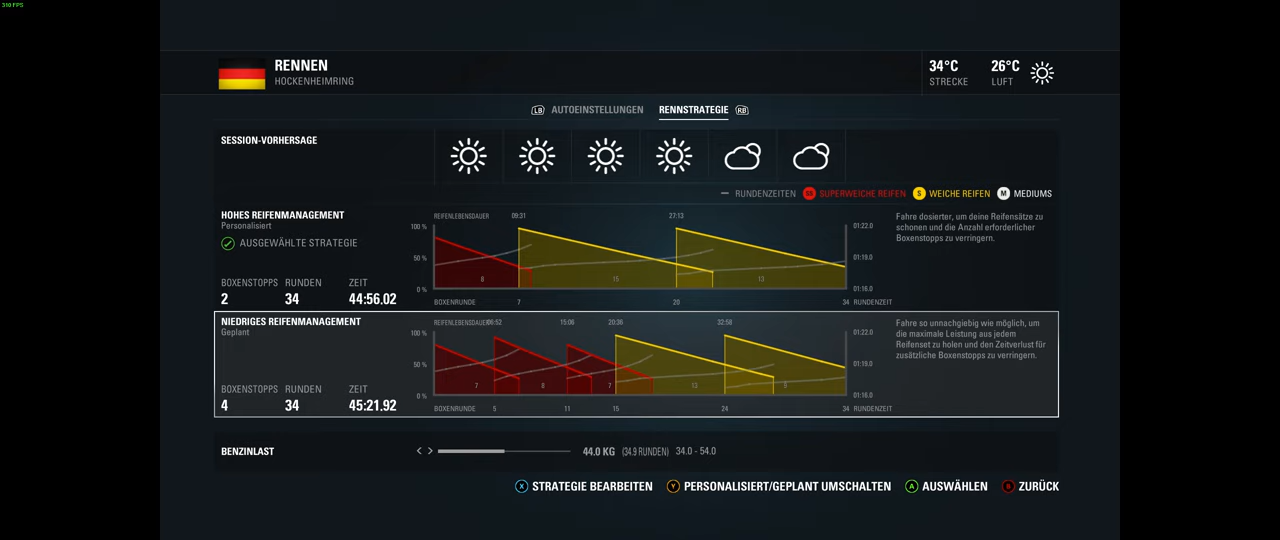 310 FPS
RENNEN
HOCKENHEIMRING
34°C
STRECKE
26°C
LUFT
LB AUTOEINSTELLUNGEN RENNSTRATEGIE RB
SESSION-VORHERSAGE
RUNDENZEITEN SUPERWEICHE REIFEN S WEICHE REIFEN M MEDIUMS
HOHES REIFENMANAGEMENT
Personalisiert
AUSGEWÄHLTE STRATEGIE
BOXENSTOPPS RUNDEN ZEIT
2 34 44:56.02
REIFENLEBENSDAUER 09:31 27:13
100 % 01:22.0
50 % 01:19.0
8 15 13
0 % 01:16.0
BOXENRUNDE 7 20 34 RUNDENZEIT
Fahre dosierter, um deine Reifensätze zu
schonen und die Anzahl erforderlicher
Boxenstopps zu verringern.
NIEDRIGES REIFENMANAGEMENT
Geplant
BOXENSTOPPS RUNDEN ZEIT
4 34 45:21.92
REIFENLEBENSDAUER 06:52 15:06 20:36 32:58
100 % 01:22.0
50 % 01:19.0
7 8 7 13 9
0 % 01:16.0
BOXENRUNDE 5 11 15 24 34 RUNDENZEIT
Fahre so unnachgiebig wie möglich, um
die maximale Leistung aus jedem
Reifenset zu holen und den Zeitverlust für
zusätzliche Boxenstopps zu verringern.
BENZINLAST 44.0 KG (34.9 RUNDEN) 34.0 - 54.0
X STRATEGIE BEARBEITEN Y PERSONALISIERT/GEPLANT UMSCHALTEN A AUSWÄHLEN B ZURÜCK